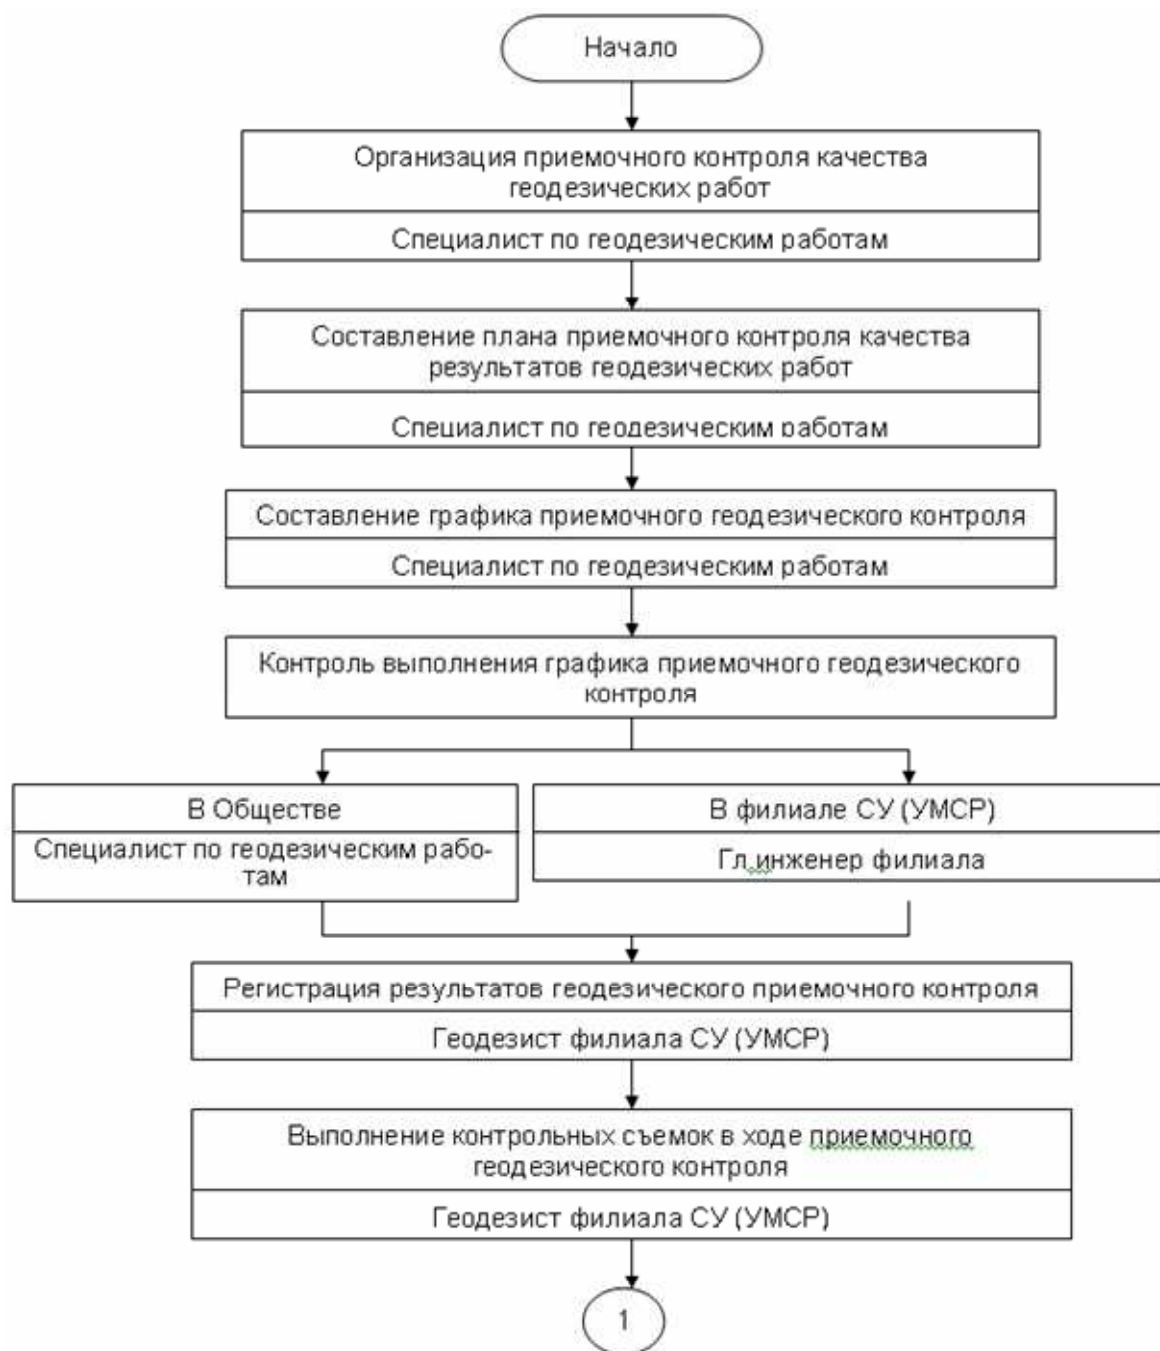 Начало
Организация приемочного контроля качества
геодезических работ
Специалист по геодезическим работам
Составление плана приемочного контроля качества
результатов геодезических работ
Специалист по геодезическим работам
Составление графика приемочного геодезического контроля
Специалист по геодезическим работам
Контроль выполнения графика приемочного геодезического
контроля
В Обществе
Специалист по геодезическим рабо-
там
В филиале СУ (УМСР)
Гл.инженер филиала
Регистрация результатов геодезического приемочного контроля
Геодезист филиала СУ (УМСР)
Выполнение контрольных съемок в ходе приемочного
геодезического контроля
Геодезист филиала СУ (УМСР)
1